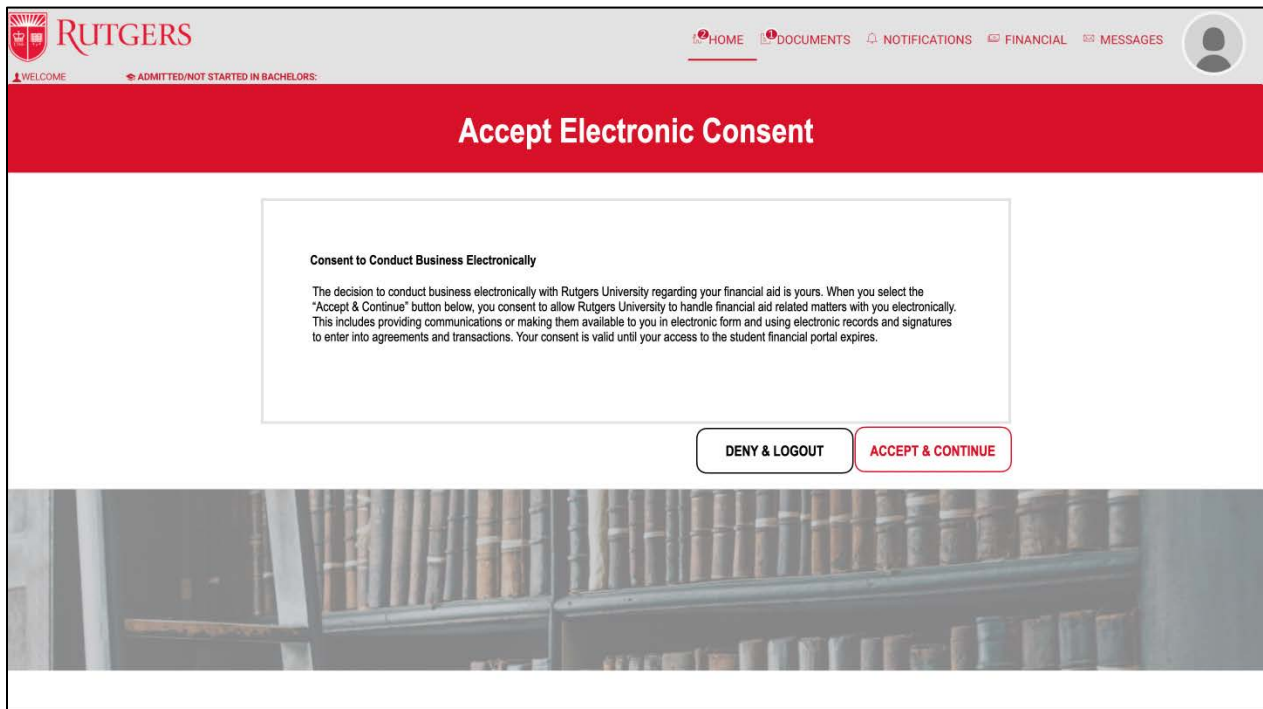 RUTGERS
2 HOME 1 DOCUMENTS NOTIFICATIONS FINANCIAL MESSAGES
WELCOME ADMITTED/NOT STARTED IN BACHELORS:
Accept Electronic Consent
Consent to Conduct Business Electronically
The decision to conduct business electronically with Rutgers University regarding your financial aid is yours. When you select the
“Accept & Continue” button below, you consent to allow Rutgers University to handle financial aid related matters with you electronically.
This includes providing communications or making them available to you in electronic form and using electronic records and signatures
to enter into agreements and transactions. Your consent is valid until your access to the student financial portal expires.
DENY & LOGOUT ACCEPT & CONTINUE